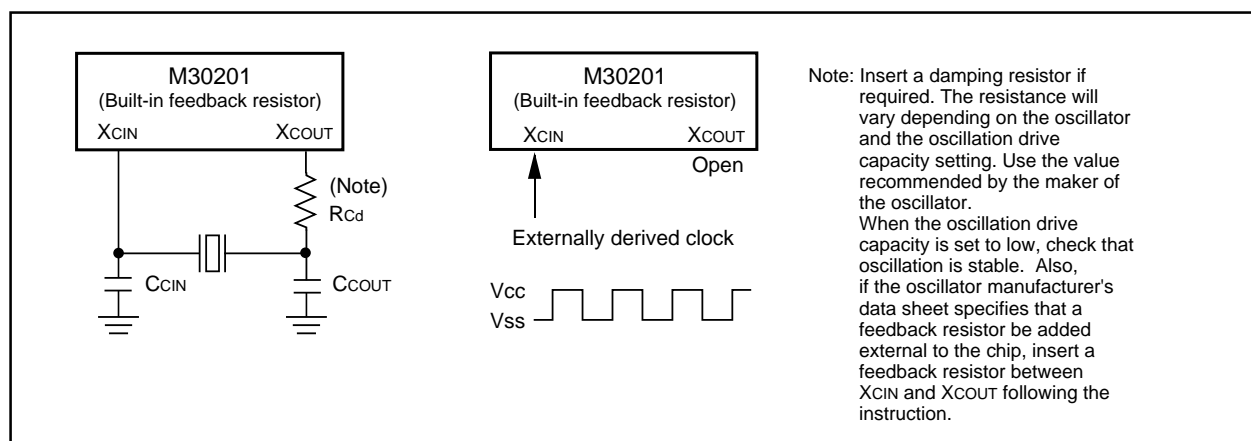 M30201
(Built-in feedback resistor)
XCIN XCOUT
(Note)
RCd
CCIN CCOUT
M30201
(Built-in feedback resistor)
XCIN XCOUT
Open
Externally derived clock
Vcc
Vss
Note: Insert a damping resistor if
required. The resistance will
vary depending on the oscillator
and the oscillation drive
capacity setting. Use the value
recommended by the maker of
the oscillator.
When the oscillation drive
capacity is set to low, check that
oscillation is stable. Also,
if the oscillator manufacturer's
data sheet specifies that a
feedback resistor be added
external to the chip, insert a
feedback resistor between
XCIN and XCOUT following the
instruction.